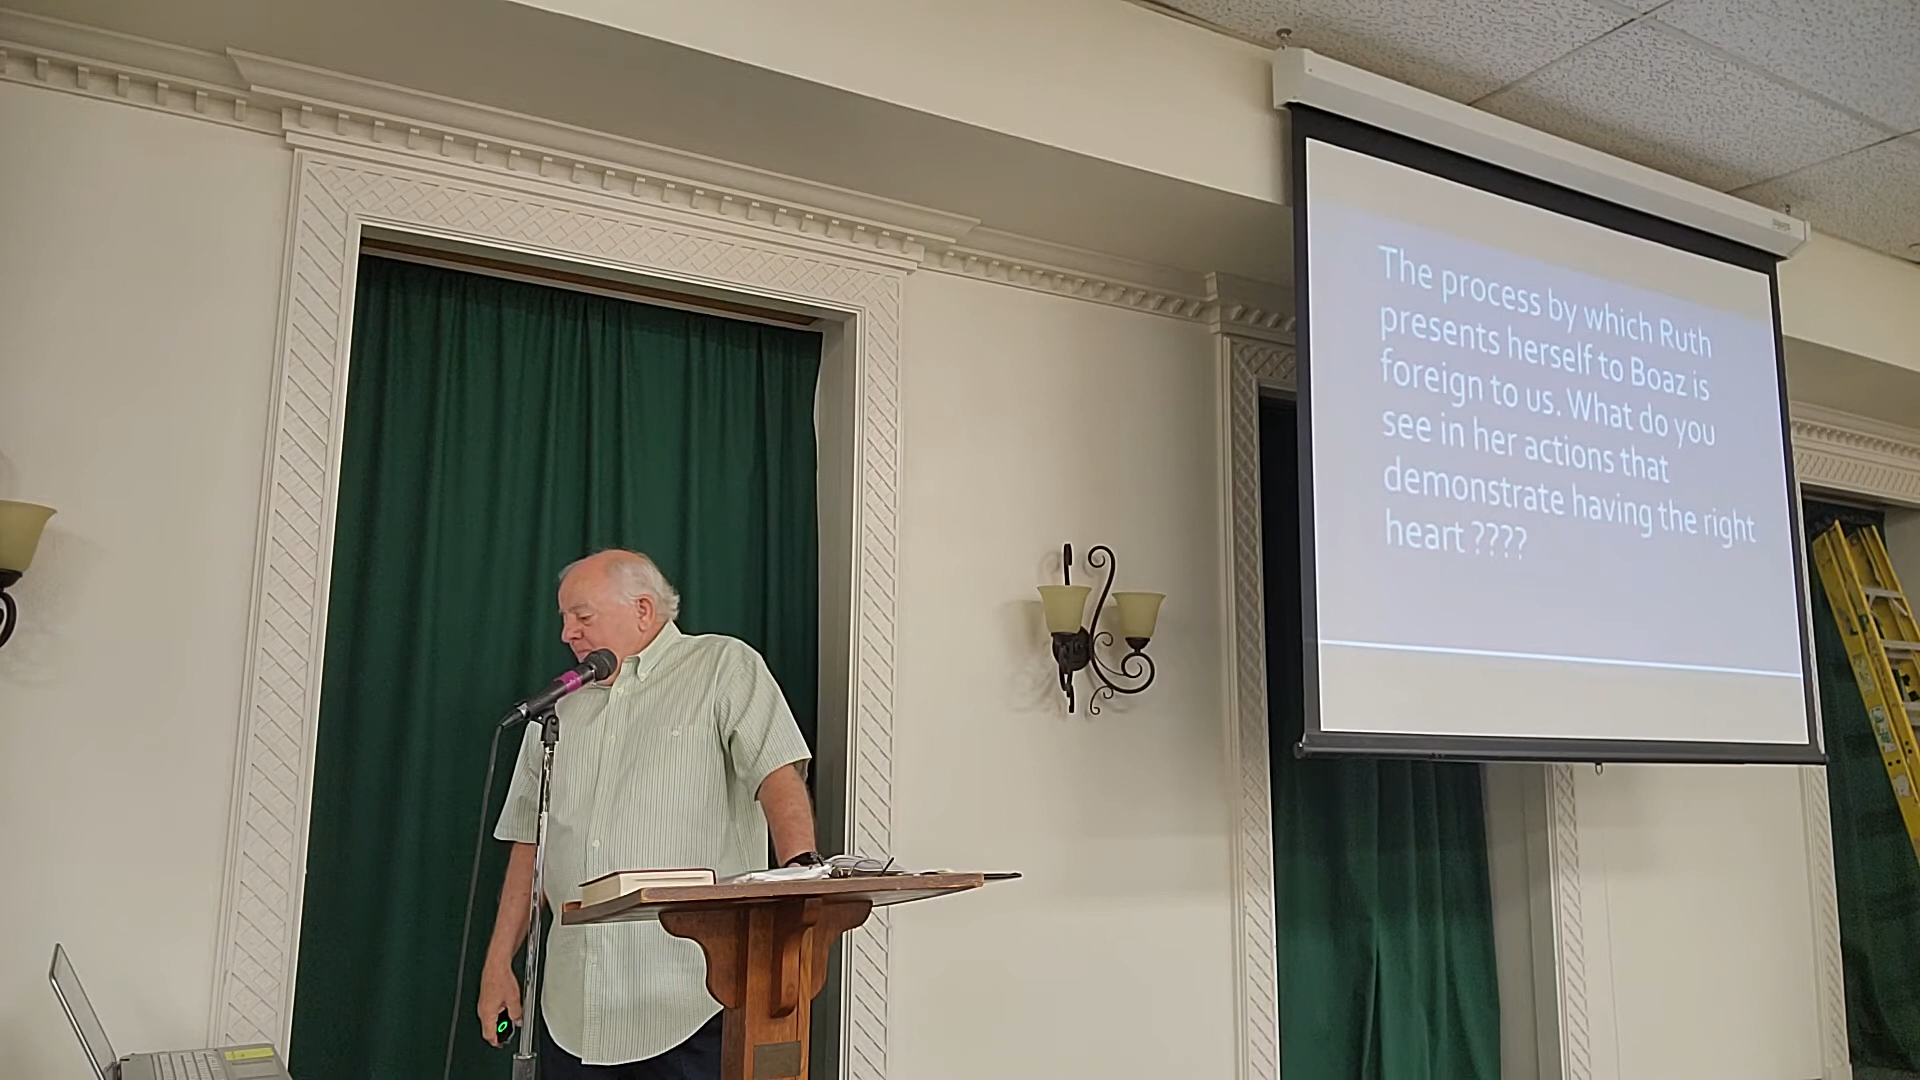 The process by which Ruth
presents herself to Boaz is
foreign to us. What do you
see in her actions that
demonstrate having the right
heart ????